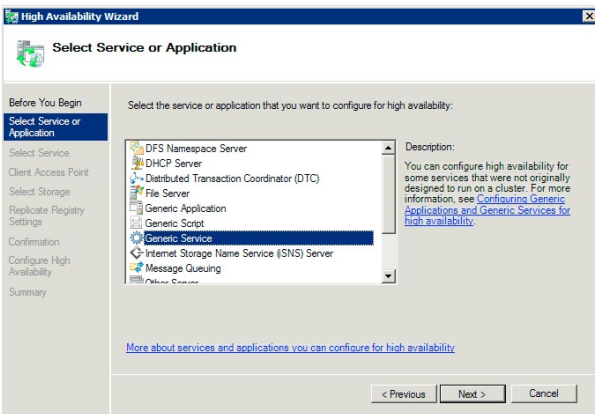 High Availability Wizard
Select Service or Application
Before You Begin
Select Service or
Application
Select Service
Client Access Point
Select Storage
Replicate Registry
Settings
Confirmation
Configure High
Availability
Summary
Select the service or application that you want to configure for high availability:
DFS Namespace Server
DHCP Server
Distributed Transaction Coordinator (DTC)
File Server
Generic Application
Generic Script
Generic Service
Internet Storage Name Service (iSNS) Server
Message Queuing
Other Server
Description:
You can configure high availability for
some services that were not originally
designed to run on a cluster. For more
information, see Configuring Generic
Applications and Generic Services for
high availability.
More about services and applications you can configure for high availability
< Previous
Next >
Cancel